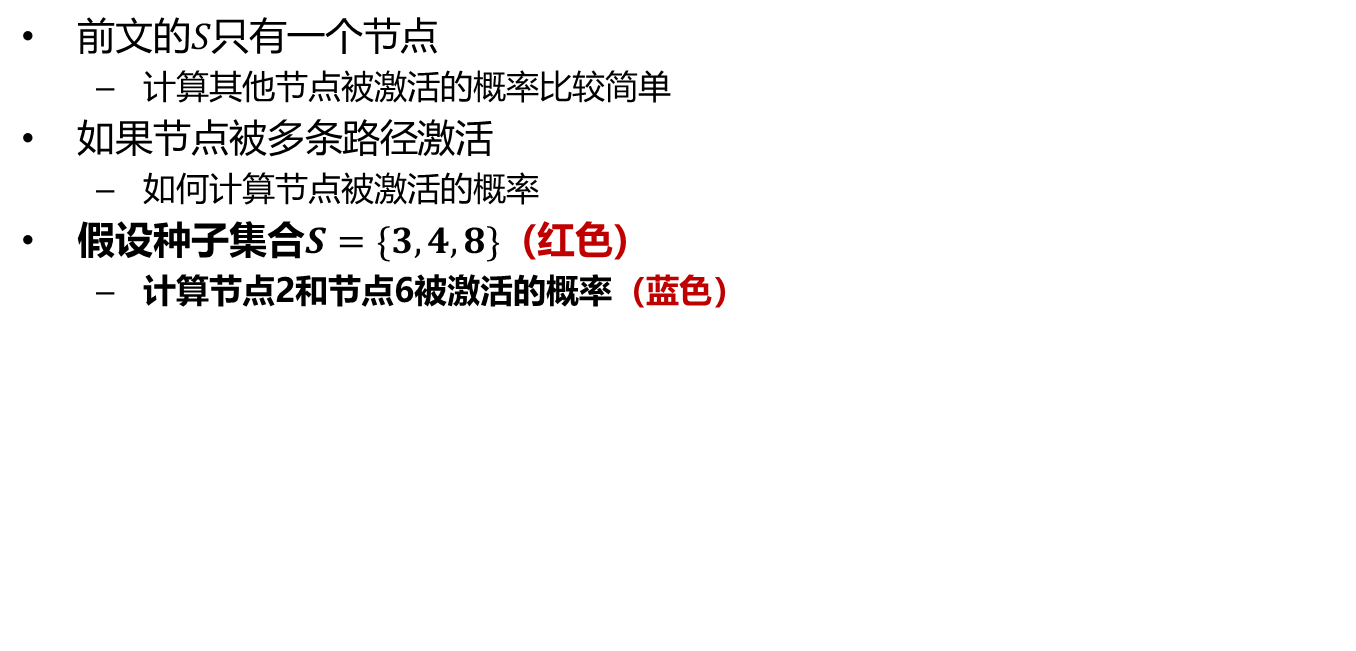 • 前文的S只有一个节点
– 计算其他节点被激活的概率比较简单
• 如果节点被多条路径激活
– 如何计算节点被激活的概率
• 假设种子集合S = {3, 4, 8}（红色）
– 计算节点2和节点6被激活的概率（蓝色）